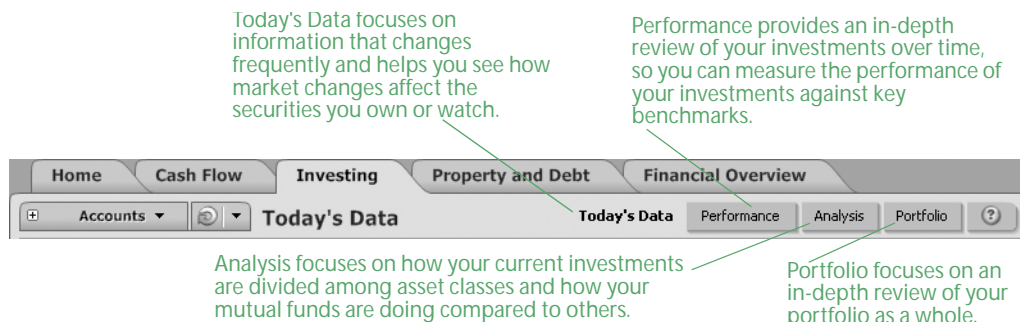 Today's Data focuses on
information that changes
frequently and helps you see how
market changes affect the
securities you own or watch.
Performance provides an in-depth
review of your investments over time,
so you can measure the performance of
your investments against key
benchmarks.
Home Cash Flow Investing Property and Debt Financial Overview
Accounts Today's Data Today's Data Performance Analysis Portfolio ?
Analysis focuses on how your current investments
are divided among asset classes and how your
mutual funds are doing compared to others.
Portfolio focuses on an
in-depth review of your
portfolio as a whole.